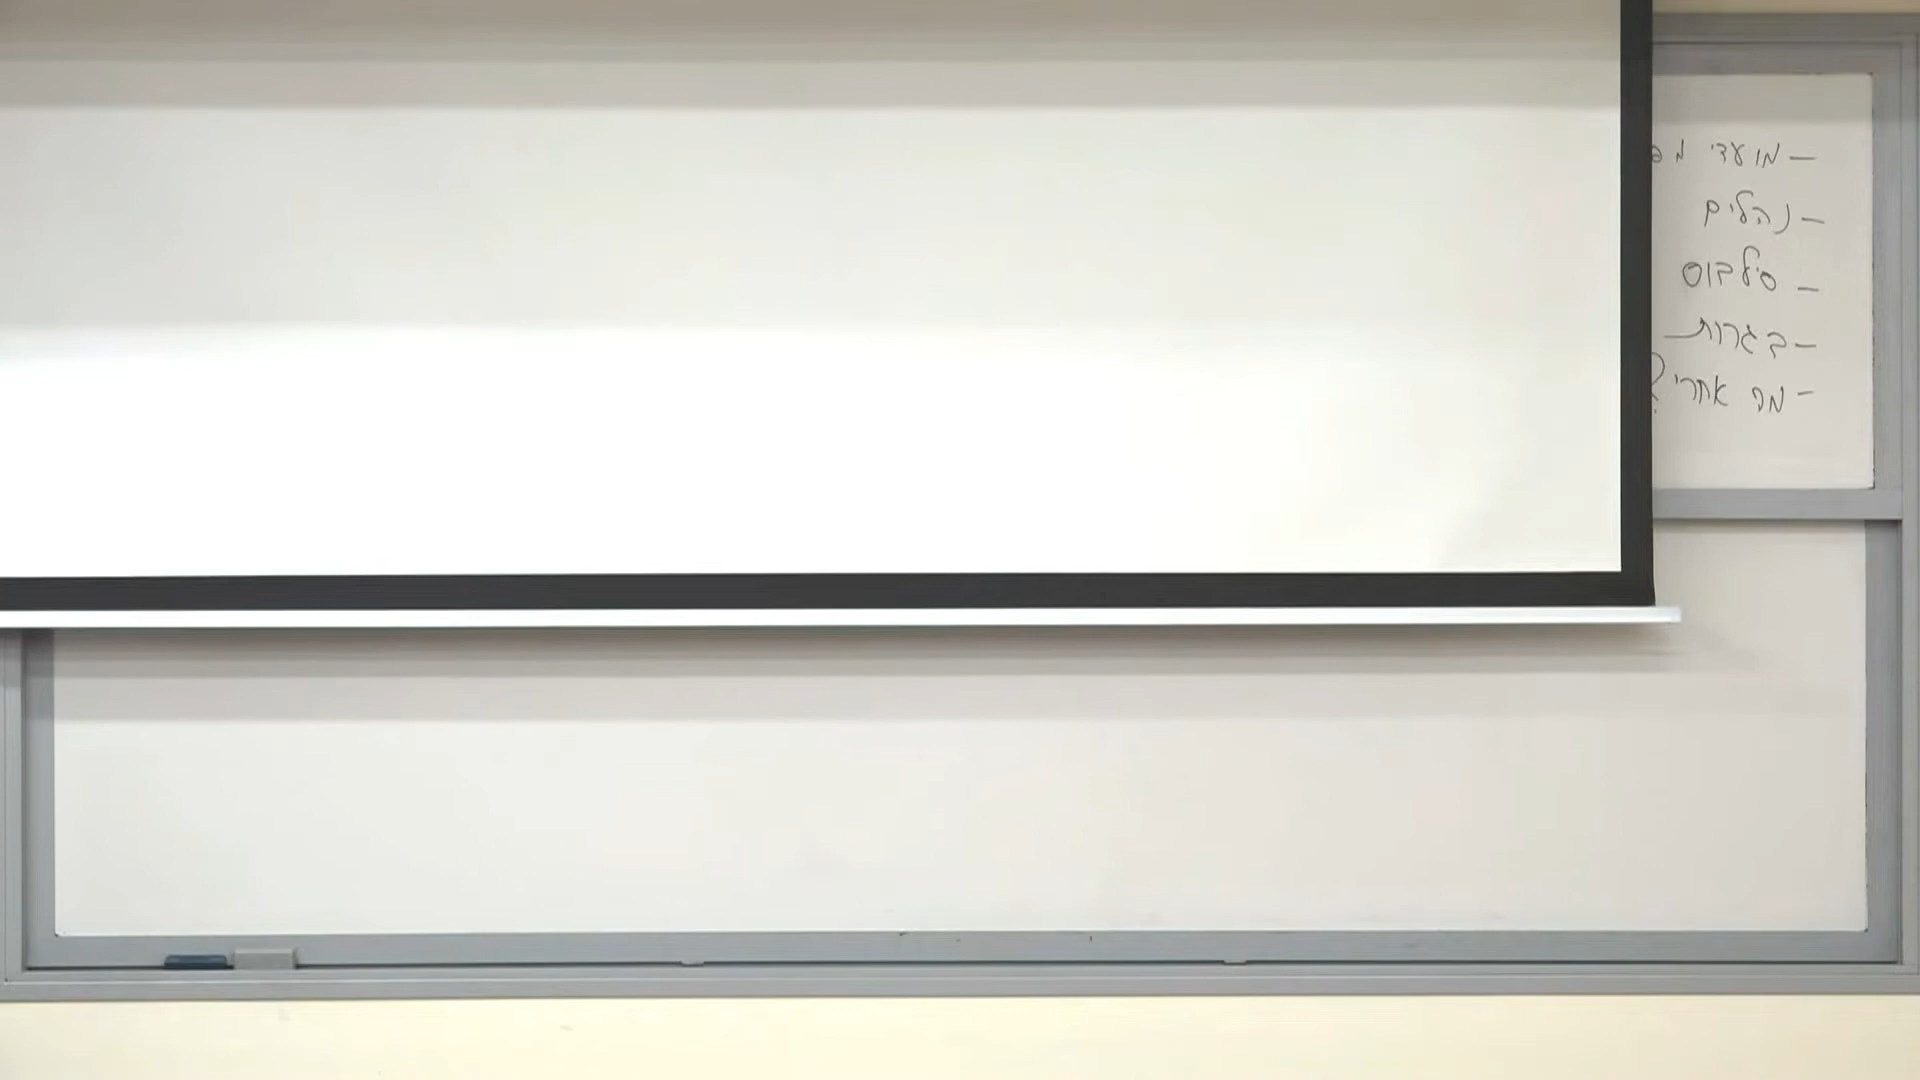 - מועדי
- נהלים
- סילבוס
- בגרות
- מה אחרי?